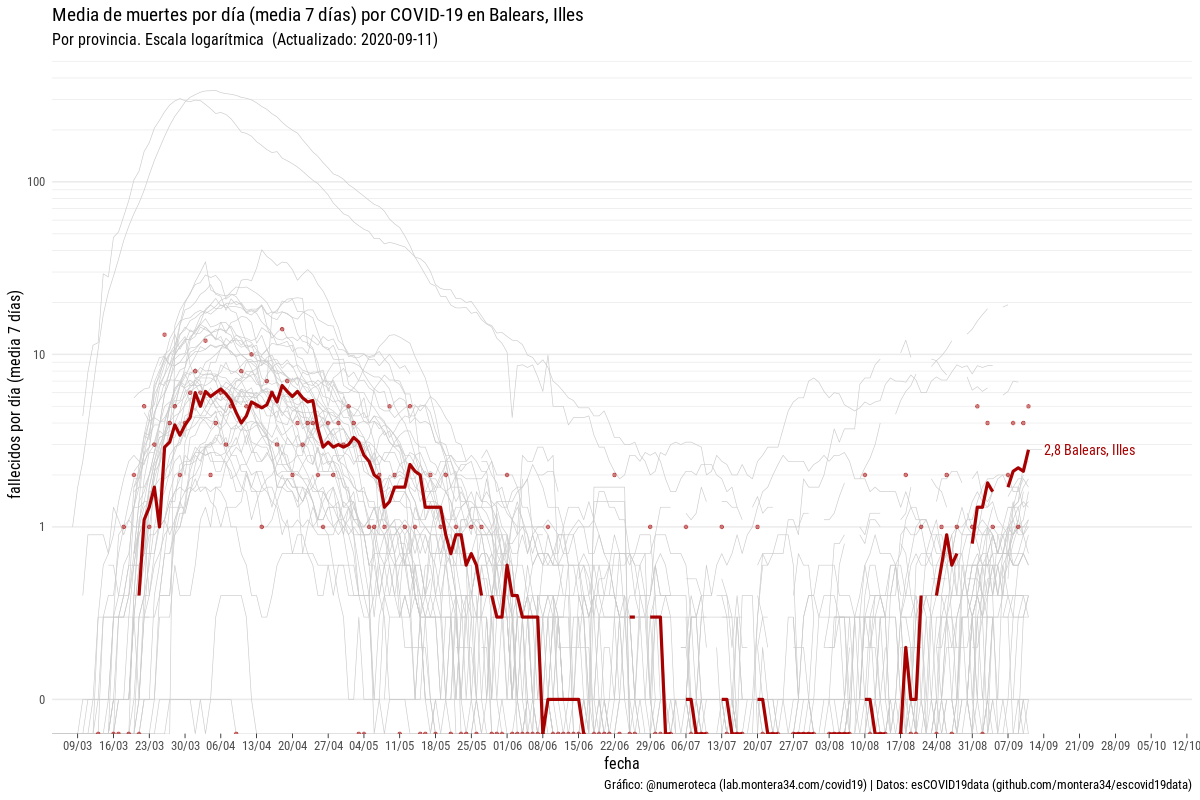 Media de muertes por día (media 7 días) por COVID-19 en Balears, Illes
Por provincia. Escala logarítmica (Actualizado: 2020-09-11)
fallecidos por día (media 7 días)
100
10
1
0
2,8 Balears, Illes
09/03 16/03 23/03 30/03 06/04 13/04 20/04 27/04 04/05 11/05 18/05 25/05 01/06 08/06 15/06 22/06 29/06 06/07 13/07 20/07 27/07 03/08 10/08 17/08 24/08 31/08 07/09 14/09 21/09 28/09 05/10 12/10
fecha
Gráfico: @numeroteca (lab.montera34.com/covid19) | Datos: esCOVID19data (github.com/montera34/escovid19data)